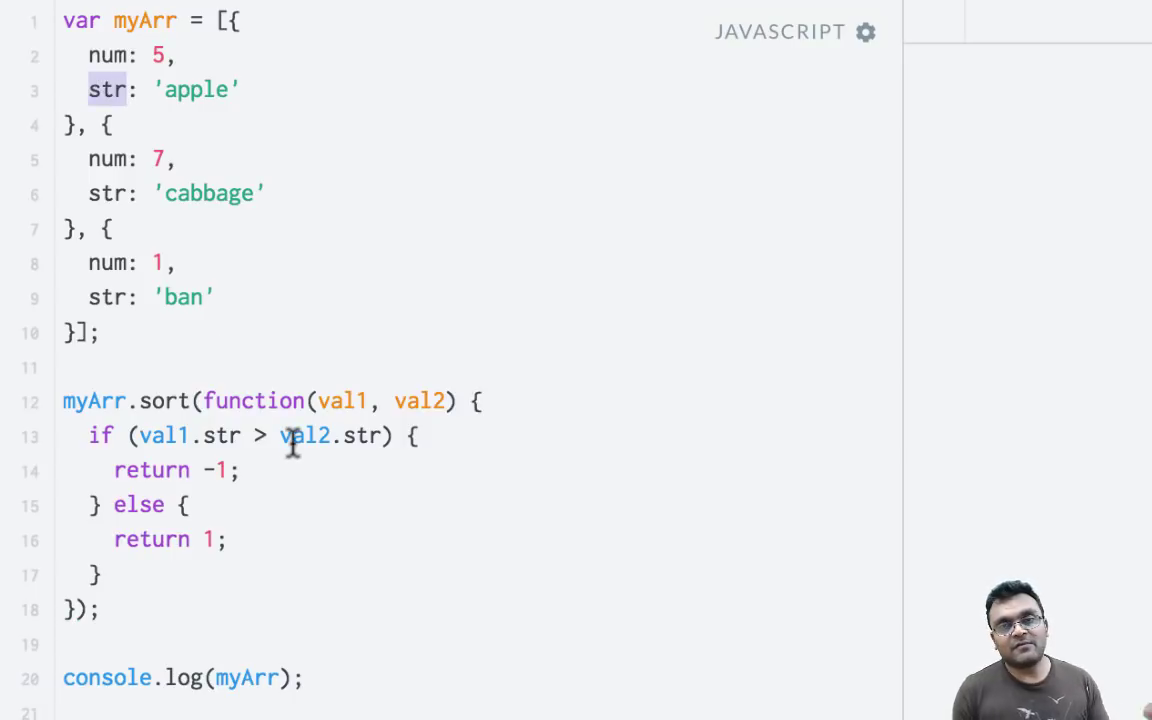 JAVASCRIPT
1 var myArr = [{
2   num: 5,
3   str: 'apple'
4 }, {
5   num: 7,
6   str: 'cabbage'
7 }, {
8   num: 1,
9   str: 'ban'
10 }];
11
12 myArr.sort(function(val1, val2) {
13   if (val1.str > val2.str) {
14     return -1;
15   } else {
16     return 1;
17   }
18 });
19
20 console.log(myArr);
21